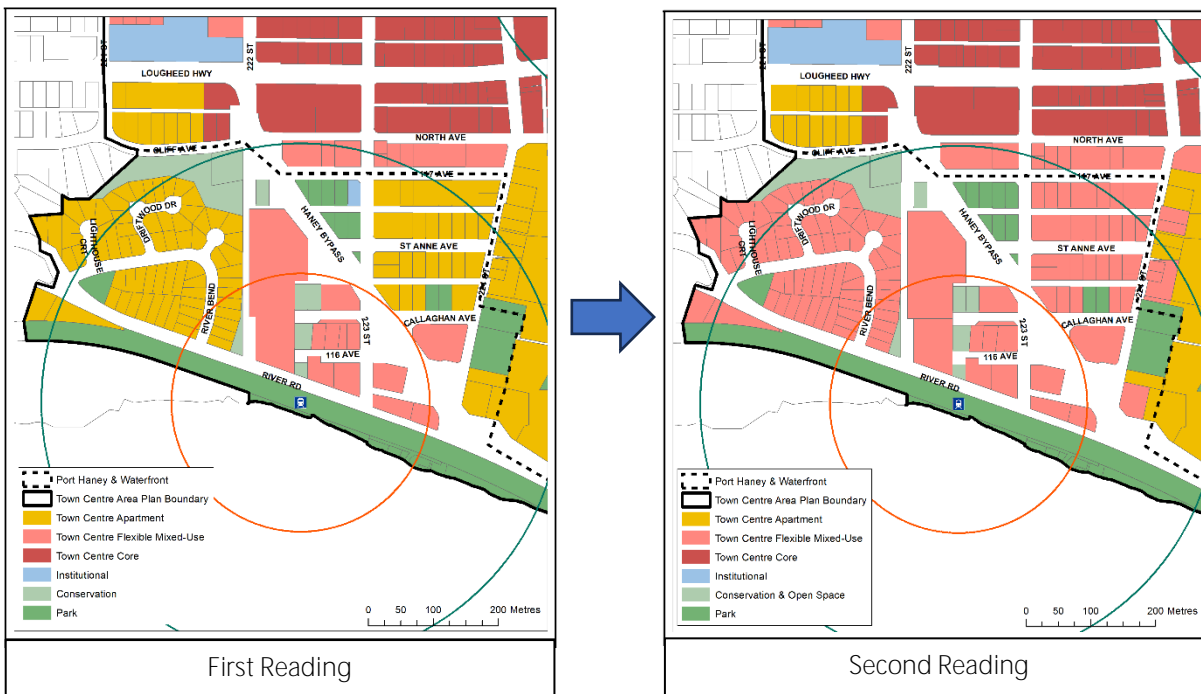 221 ST
222 ST
LOUGHEED HWY
NORTH AVE
CLIFF AVE
117 AVE
DRIFTWOOD DR
LIGHTHOUSE CRT
HANEY BYPASS
ST ANNE AVE
224 ST
RIVER BEND
223 ST
CALLAGHAN AVE
116 AVE
RIVER RD
Port Haney & Waterfront
Town Centre Area Plan Boundary
Town Centre Apartment
Town Centre Flexible Mixed-Use
Town Centre Core
Institutional
Conservation
Park
0 50 100 200 Metres
First Reading
221 ST
222 ST
LOUGHEED HWY
NORTH AVE
CLIFF AVE
117 AVE
DRIFTWOOD DR
LIGHTHOUSE CRT
HANEY BYPASS
ST ANNE AVE
224 ST
RIVER BEND
223 ST
CALLAGHAN AVE
116 AVE
RIVER RD
Port Haney & Waterfront
Town Centre Area Plan Boundary
Town Centre Apartment
Town Centre Flexible Mixed-Use
Town Centre Core
Institutional
Conservation & Open Space
Park
0 50 100 200 Metres
Second Reading